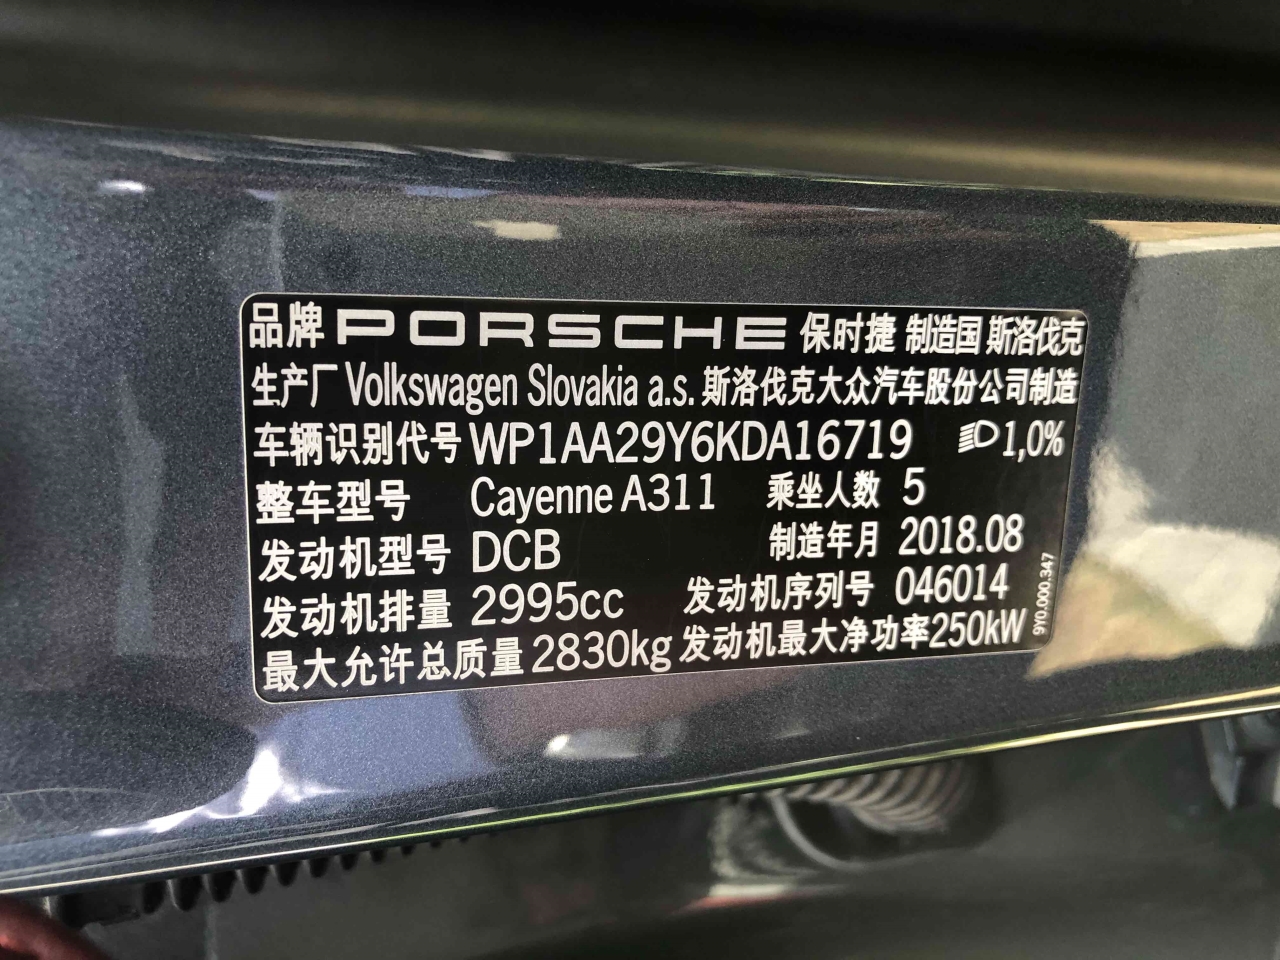 品牌 PORSCHE 保时捷 制造国 斯洛伐克
生产厂 Volkswagen Slovakia a.s. 斯洛伐克大众汽车股份公司制造
车辆识别代号 WP1AA29Y6KDA16719 1,0%
整车型号 Cayenne A311 乘坐人数 5
发动机型号 DCB 制造年月 2018.08
发动机排量 2995cc 发动机序列号 046014
最大允许总质量 2830kg 发动机最大净功率 250kW
9Y0.000.347